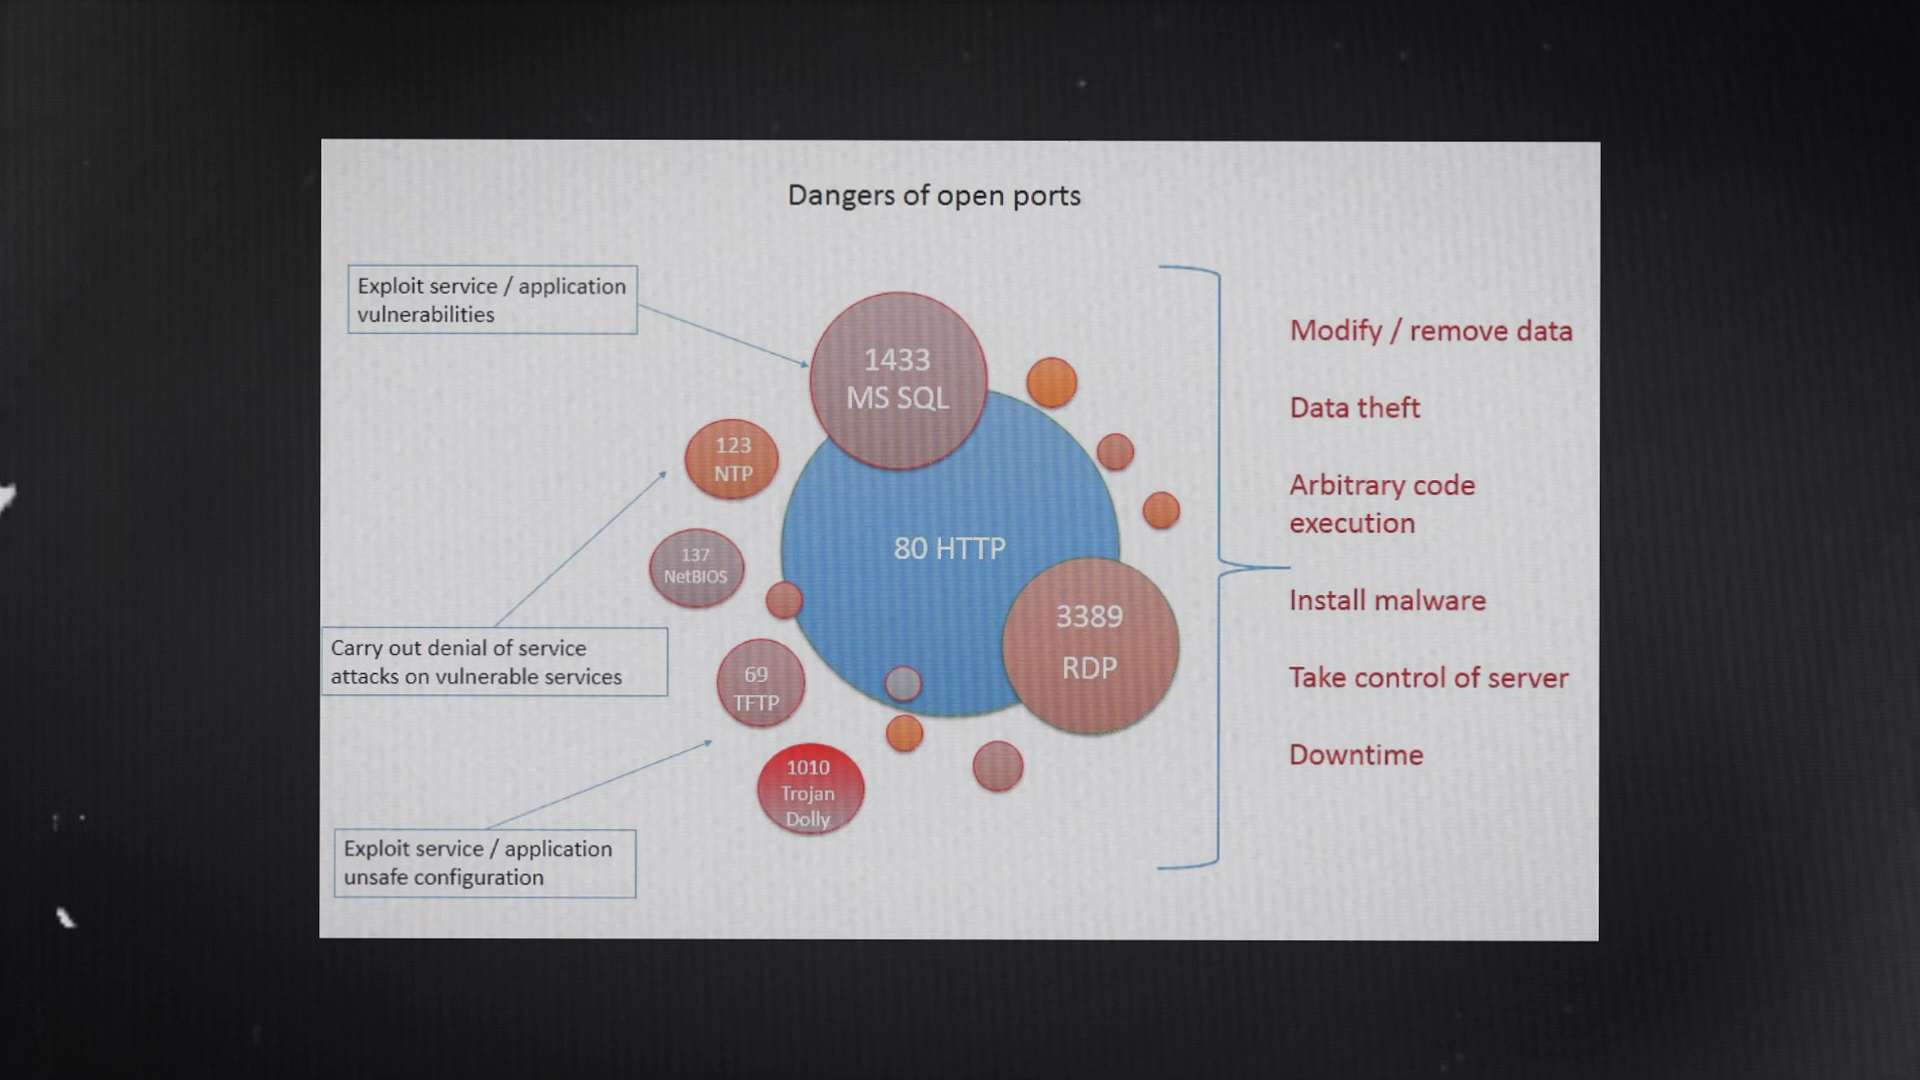 Dangers of open ports
Exploit service / application
vulnerabilities
1433
MS SQL
123
NTP
80 HTTP
137
NetBIOS
3389
RDP
Carry out denial of service
attacks on vulnerable services
69
TFTP
1010
Trojan
Dolly
Exploit service / application
unsafe configuration
Modify / remove data
Data theft
Arbitrary code
execution
Install malware
Take control of server
Downtime